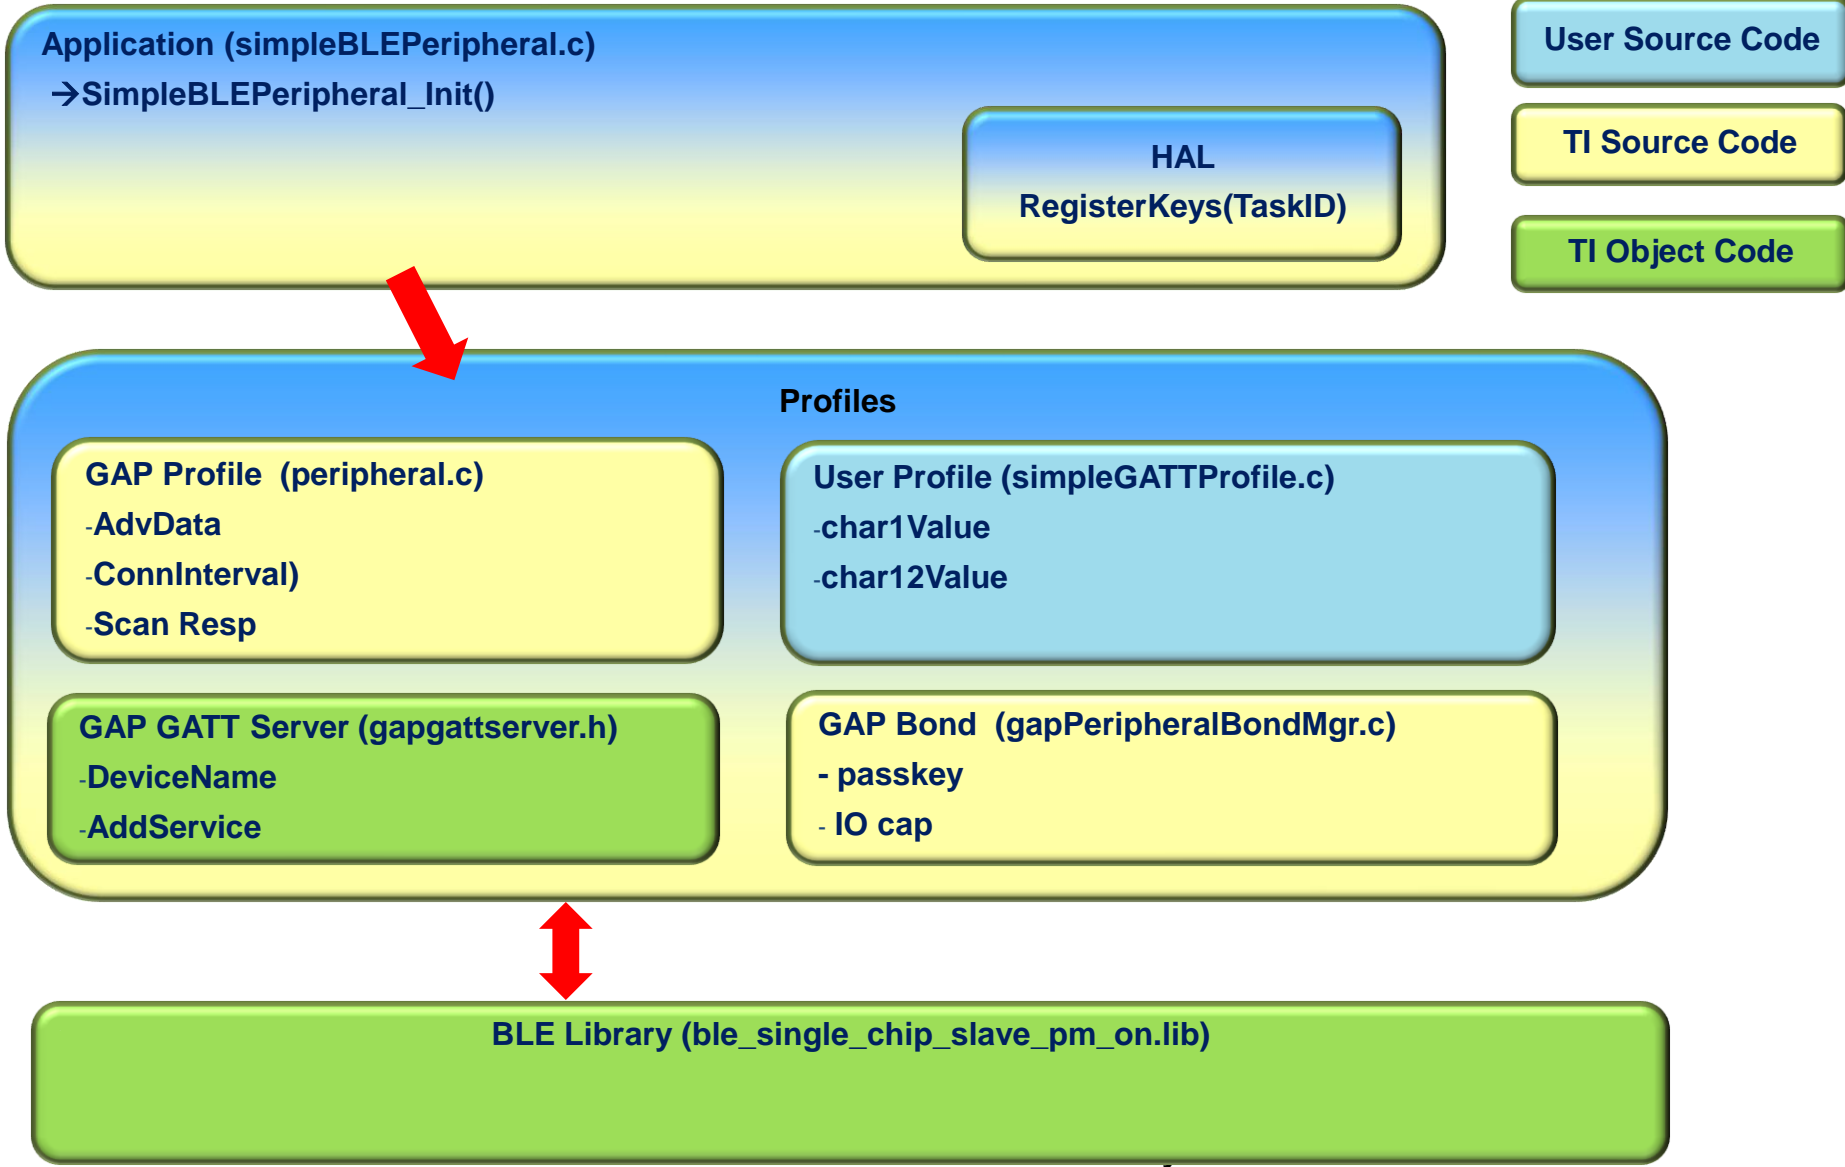 Application (simpleBLEPeripheral.c)
→SimpleBLEPeripheral_Init()
HAL
RegisterKeys(TaskID)
User Source Code
TI Source Code
TI Object Code
Profiles
GAP Profile (peripheral.c)
-AdvData
-ConnInterval)
-Scan Resp
User Profile (simpleGATTProfile.c)
-char1Value
-char12Value
GAP GATT Server (gapgattserver.h)
-DeviceName
-AddService
GAP Bond (gapPeripheralBondMgr.c)
- passkey
- IO cap
BLE Library (ble_single_chip_slave_pm_on.lib)